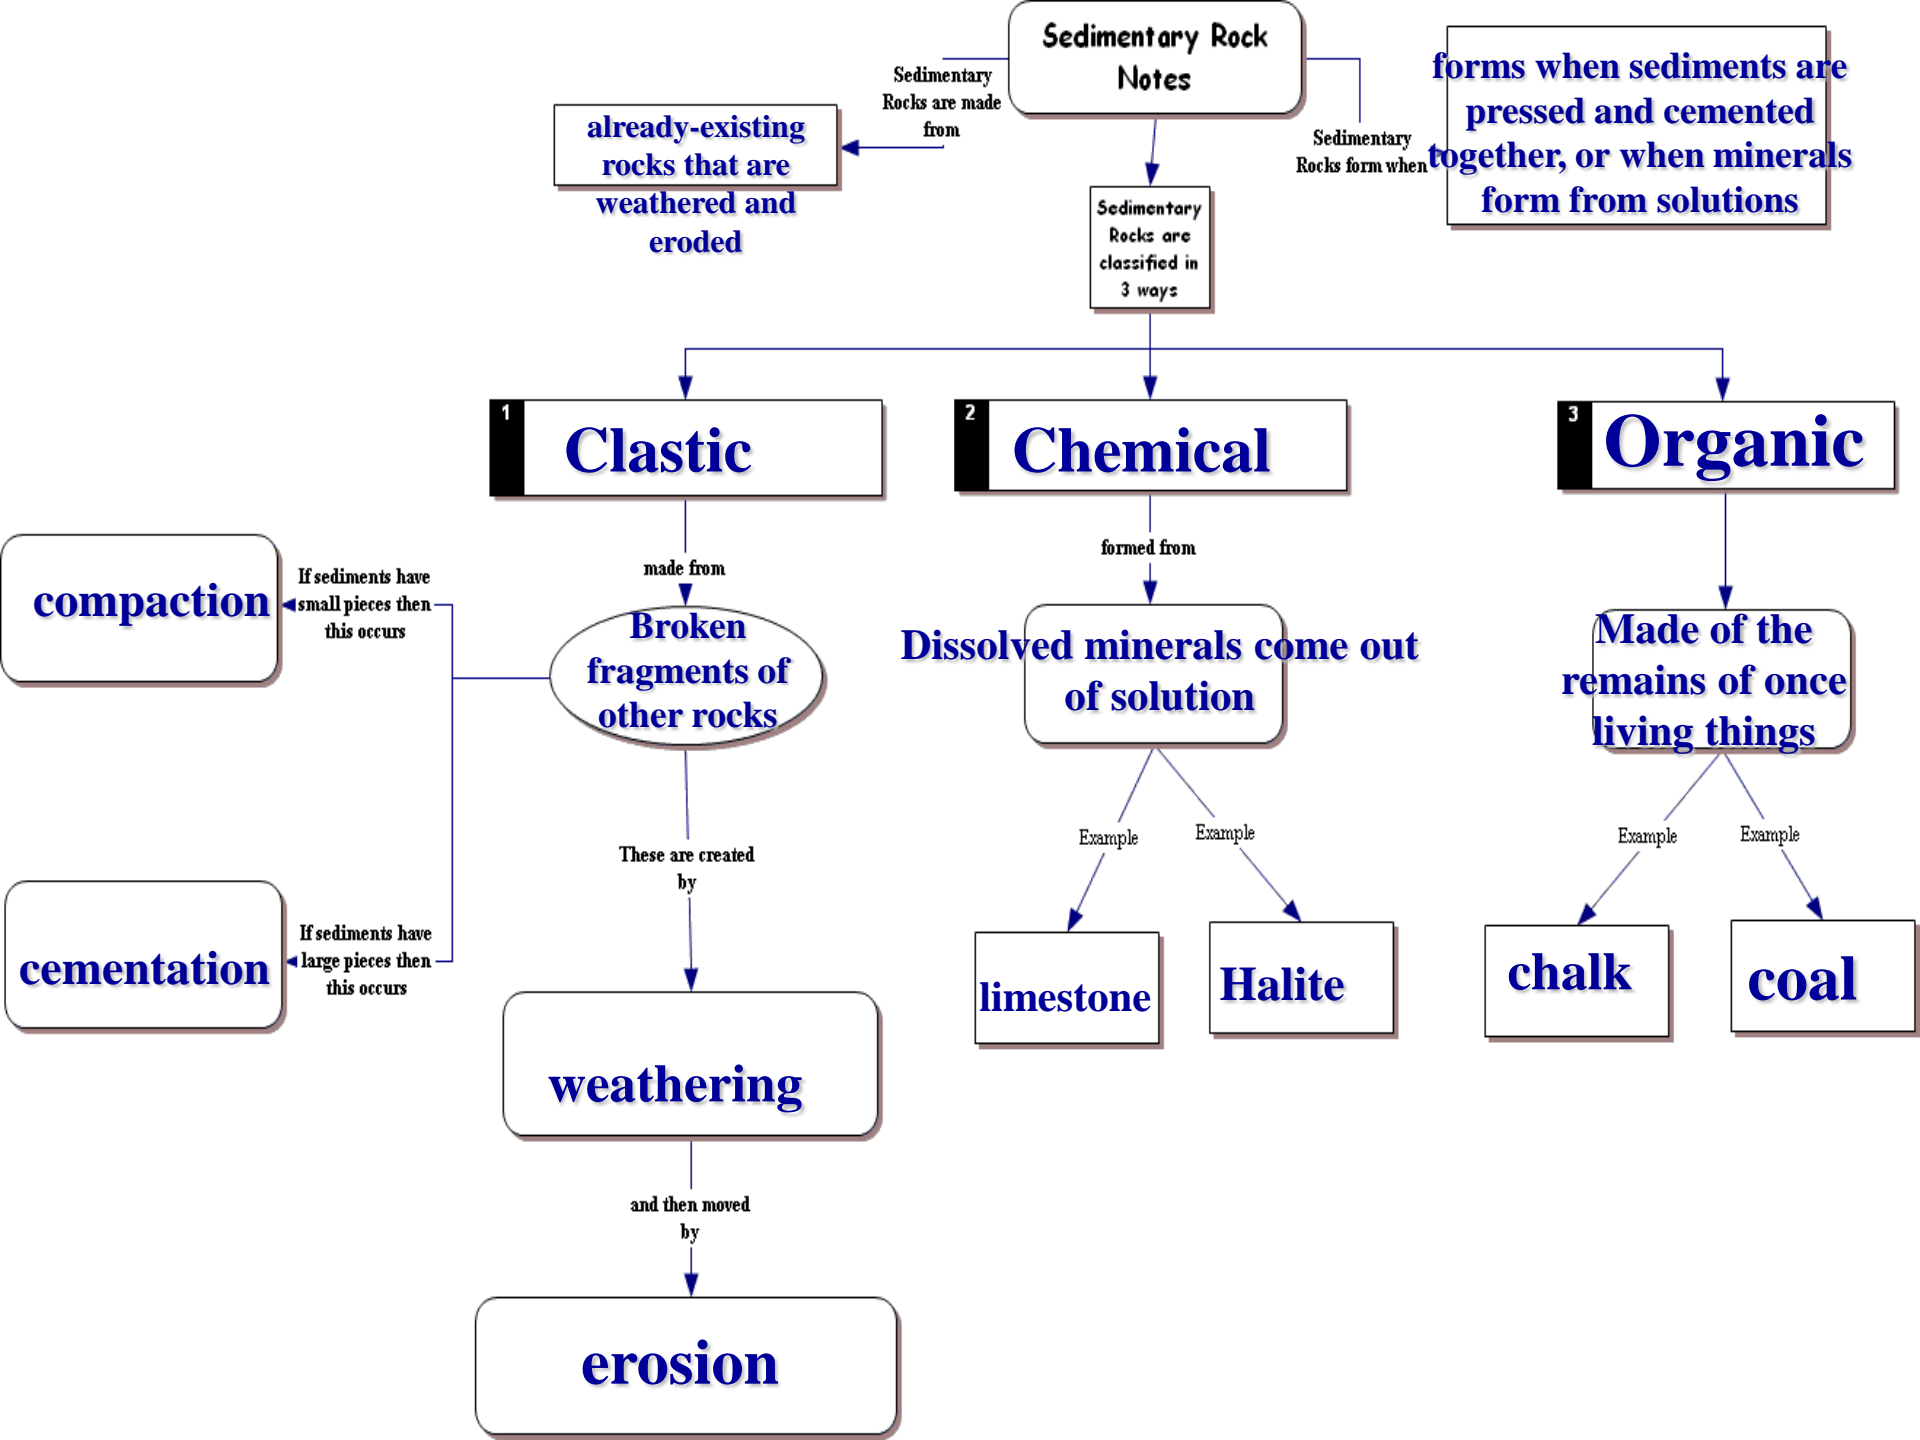 Sedimentary Rock
Notes
Sedimentary
Rocks are made
from
already-existing
rocks that are
weathered and
eroded
Sedimentary
Rocks form when
forms when sediments are
pressed and cemented
together, or when minerals
form from solutions
Sedimentary
Rocks are
classified in
3 ways
1
Clastic
2
Chemical
3
Organic
made from
Broken
fragments of
other rocks
If sediments have
small pieces then
this occurs
compaction
If sediments have
large pieces then
this occurs
cementation
These are created
by
weathering
and then moved
by
erosion
formed from
Dissolved minerals come out
of solution
Example
Example
limestone
Halite
Made of the
remains of once
living things
Example
Example
chalk
coal